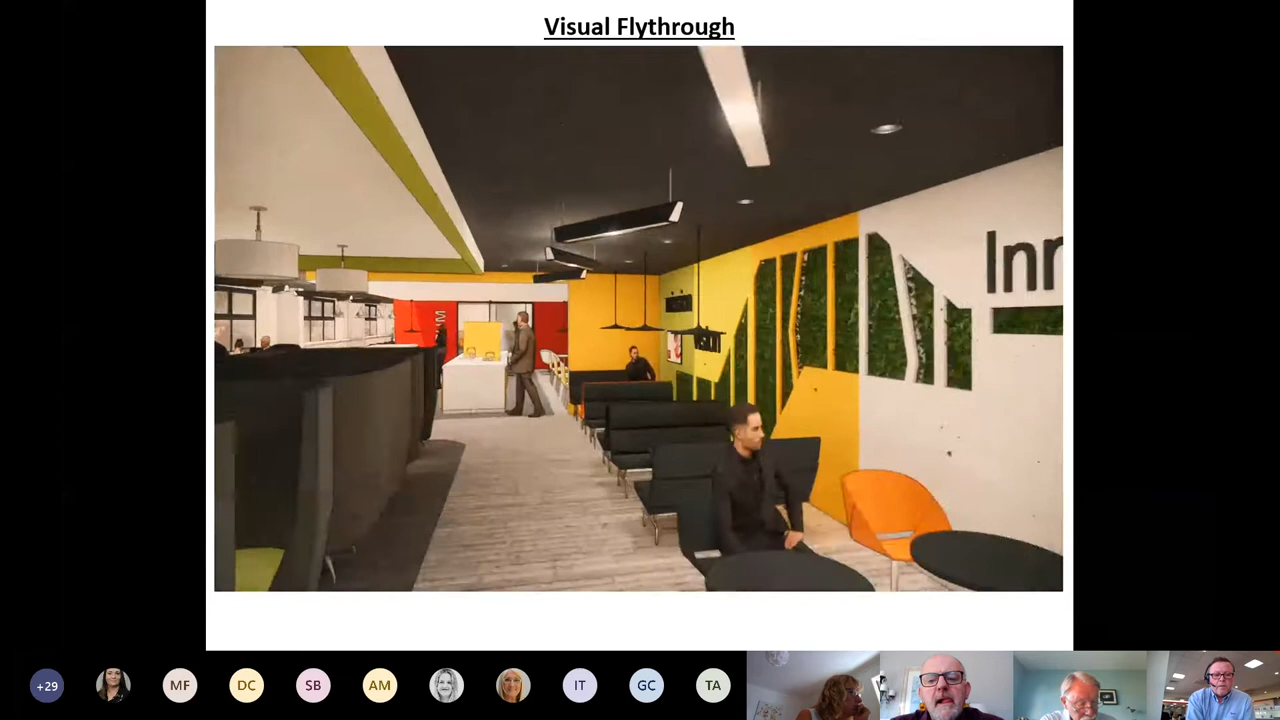 Visual Flythrough
Inn
+29
MF
DC
SB
AM
IT
GC
TA